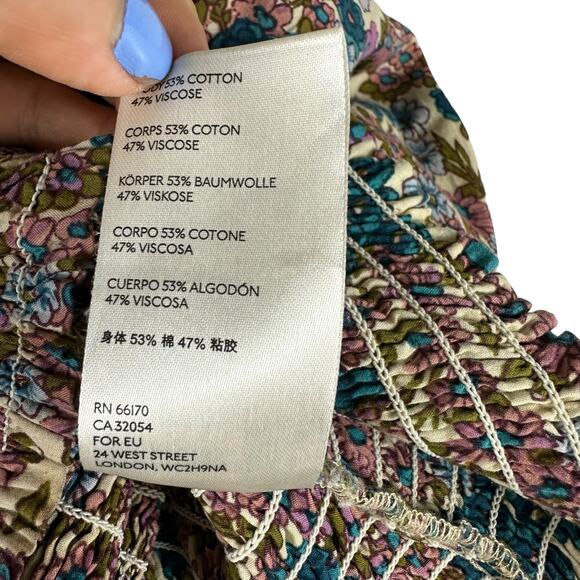 53% COTTON
47% VISCOSE
CORPS 53% COTON
47% VISCOSE
KÖRPER 53% BAUMWOLLE
47% VISKOSE
CORPO 53% COTONE
47% VISCOSA
CUERPO 53% ALGODÓN
47% VISCOSA
身体 53% 棉 47% 粘胶
RN 66170
CA 32054
FOR EU
24 WEST STREET
LONDON, WC2H9NA